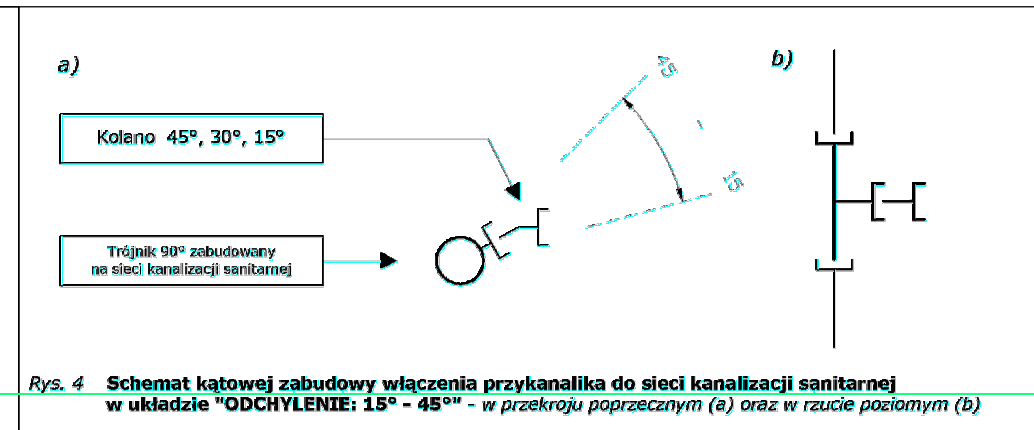 a)
b)
45
-
15
Kolano 45°, 30°, 15°
Trójnik 90° zabudowany
na sieci kanalizacji sanitarnej
Rys. 4 Schemat kątowej zabudowy włączenia przykanalika do sieci kanalizacji sanitarnej
w układzie "ODCHYLENIE: 15° - 45°" - w przekroju poprzecznym (a) oraz w rzucie poziomym (b)